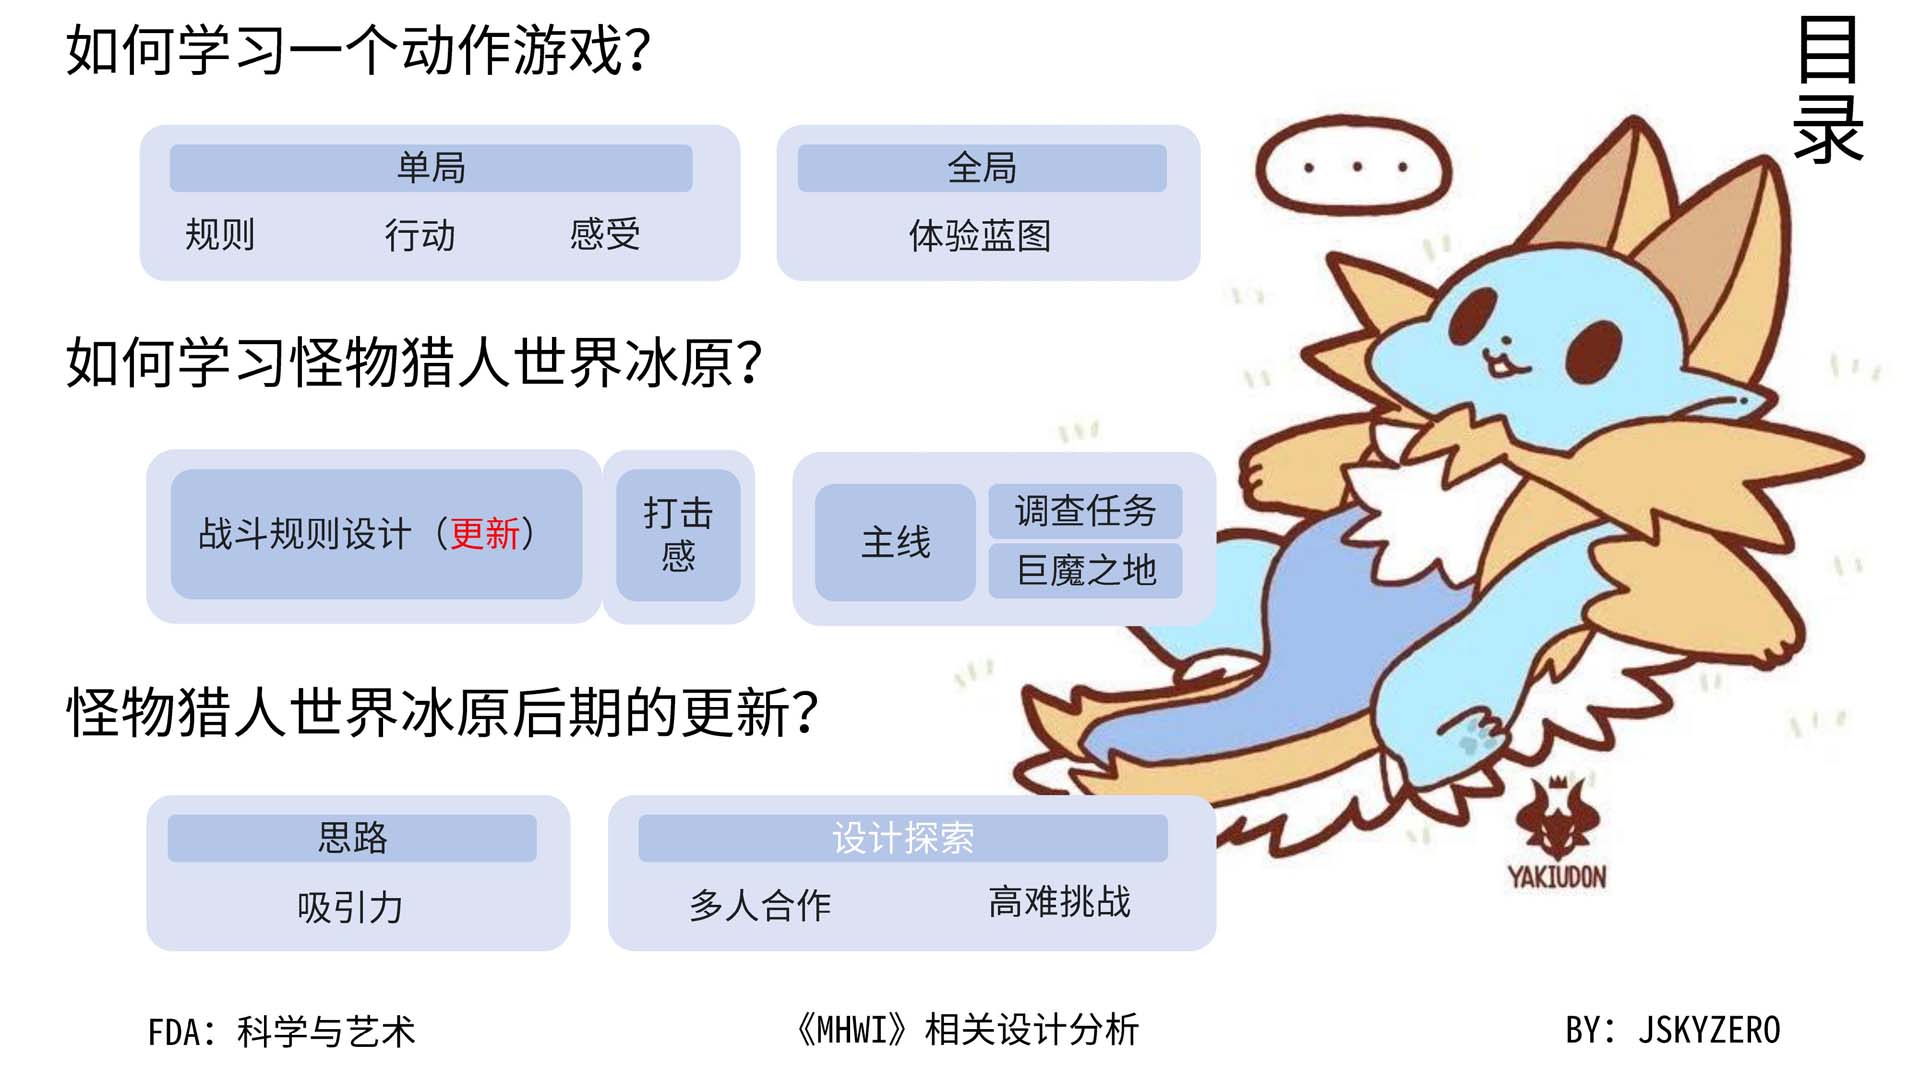 目录
如何学习一个动作游戏？
单局
规则 行动 感受
全局
体验蓝图
...
如何学习怪物猎人世界冰原？
战斗规则设计（更新）
打击
感
主线
调查任务
巨魔之地
怪物猎人世界冰原后期的更新？
思路
吸引力
设计探索
多人合作 高难挑战
YAKIUDON
FDA：科学与艺术
《MHWI》相关设计分析
BY：JSKYZERO